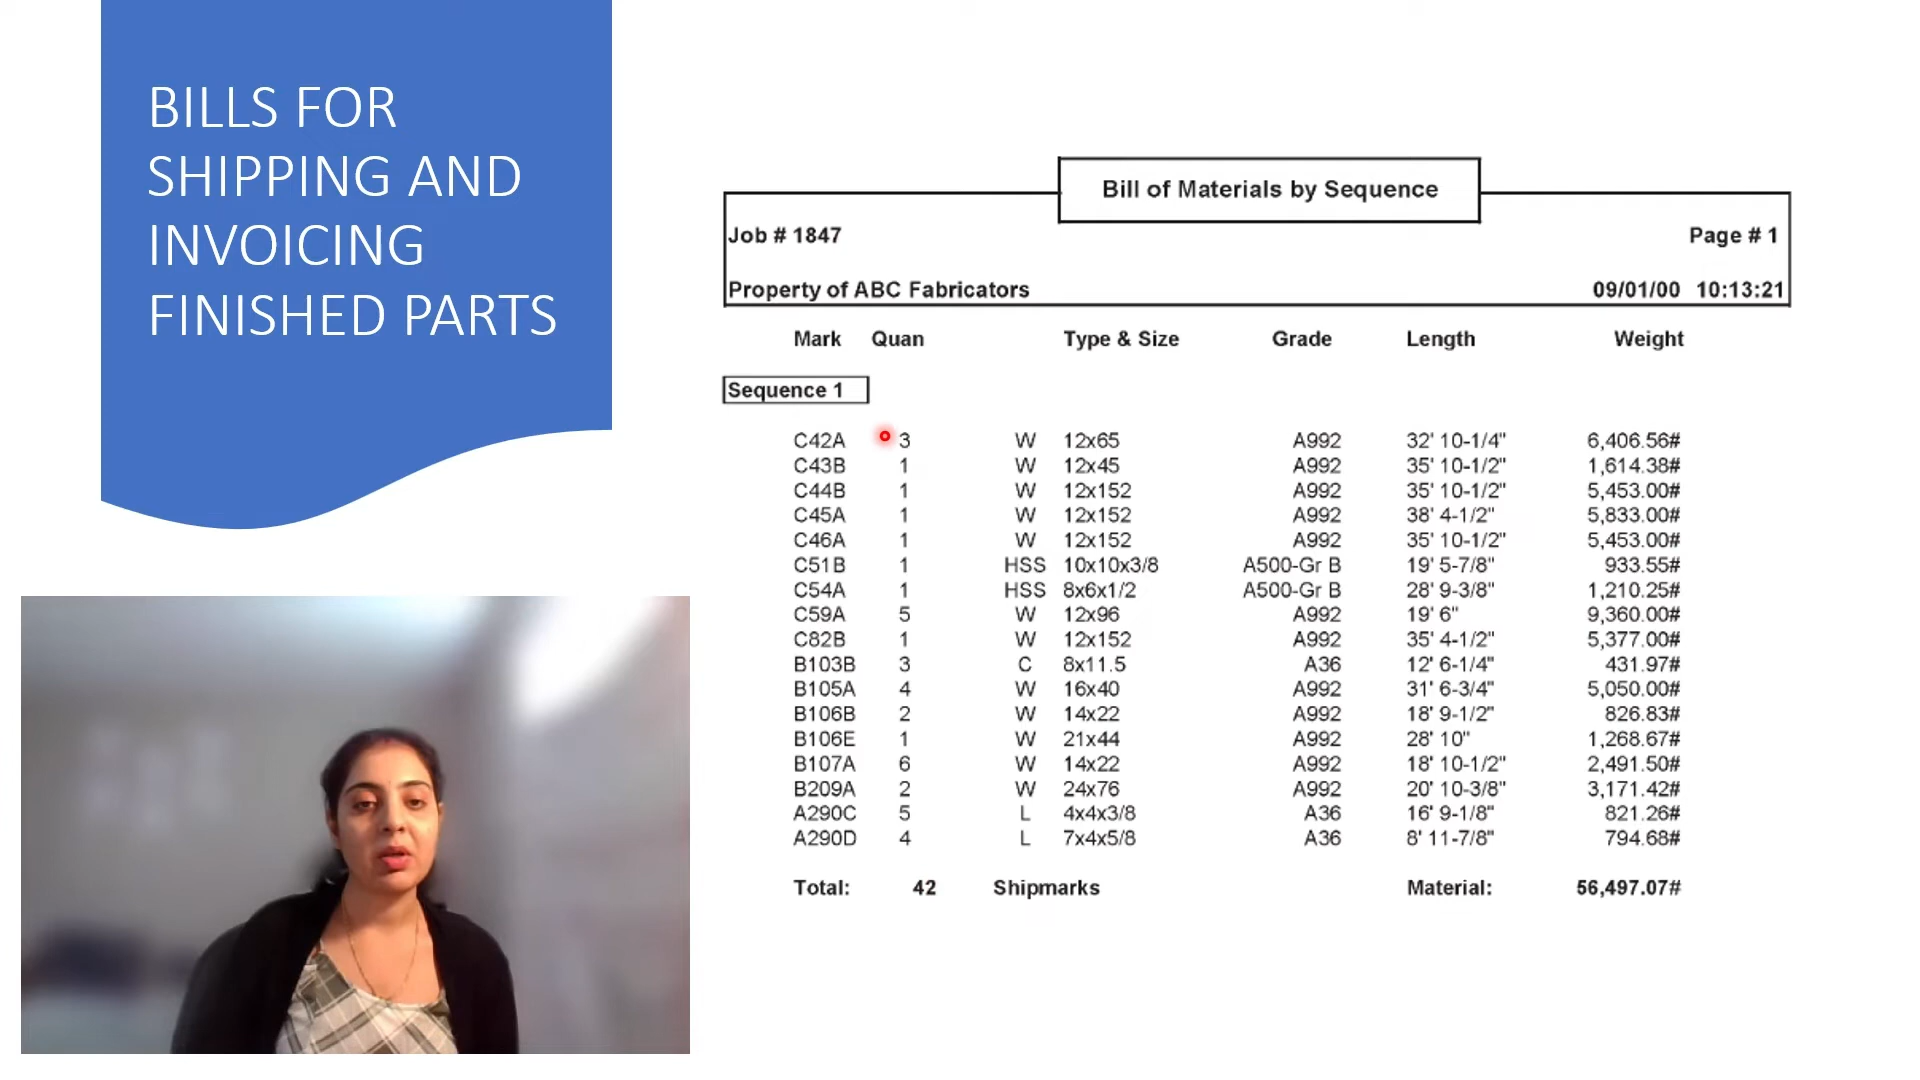 BILLS FOR
SHIPPING AND
INVOICING
FINISHED PARTS
Bill of Materials by Sequence
Job # 1847 Page # 1
Property of ABC Fabricators 09/01/00 10:13:21
Mark Quan Type & Size Grade Length Weight
Sequence 1
C42A 3 W 12x65 A992 32' 10-1/4" 6,406.56#
C43B 1 W 12x45 A992 35' 10-1/2" 1,614.38#
C44B 1 W 12x152 A992 35' 10-1/2" 5,453.00#
C45A 1 W 12x152 A992 38' 4-1/2" 5,833.00#
C46A 1 W 12x152 A992 35' 10-1/2" 5,453.00#
C51B 1 HSS 10x10x3/8 A500-Gr B 19' 5-7/8" 933.55#
C54A 1 HSS 8x6x1/2 A500-Gr B 28' 9-3/8" 1,210.25#
C59A 5 W 12x96 A992 19' 6" 9,360.00#
C82B 1 W 12x152 A992 35' 4-1/2" 5,377.00#
B103B 3 C 8x11.5 A36 12' 6-1/4" 431.97#
B105A 4 W 16x40 A992 31' 6-3/4" 5,050.00#
B106B 2 W 14x22 A992 18' 9-1/2" 826.83#
B106E 1 W 21x44 A992 28' 10" 1,268.67#
B107A 6 W 14x22 A992 18' 10-1/2" 2,491.50#
B209A 2 W 24x76 A992 20' 10-3/8" 3,171.42#
A290C 5 L 4x4x3/8 A36 16' 9-1/8" 821.26#
A290D 4 L 7x4x5/8 A36 8' 11-7/8" 794.68#
Total: 42 Shipmarks Material: 56,497.07#